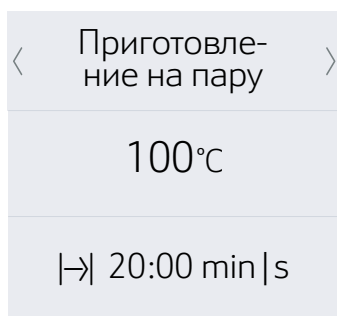 Приготовле-
ние на пару
100°C
|→| 20:00 min|s